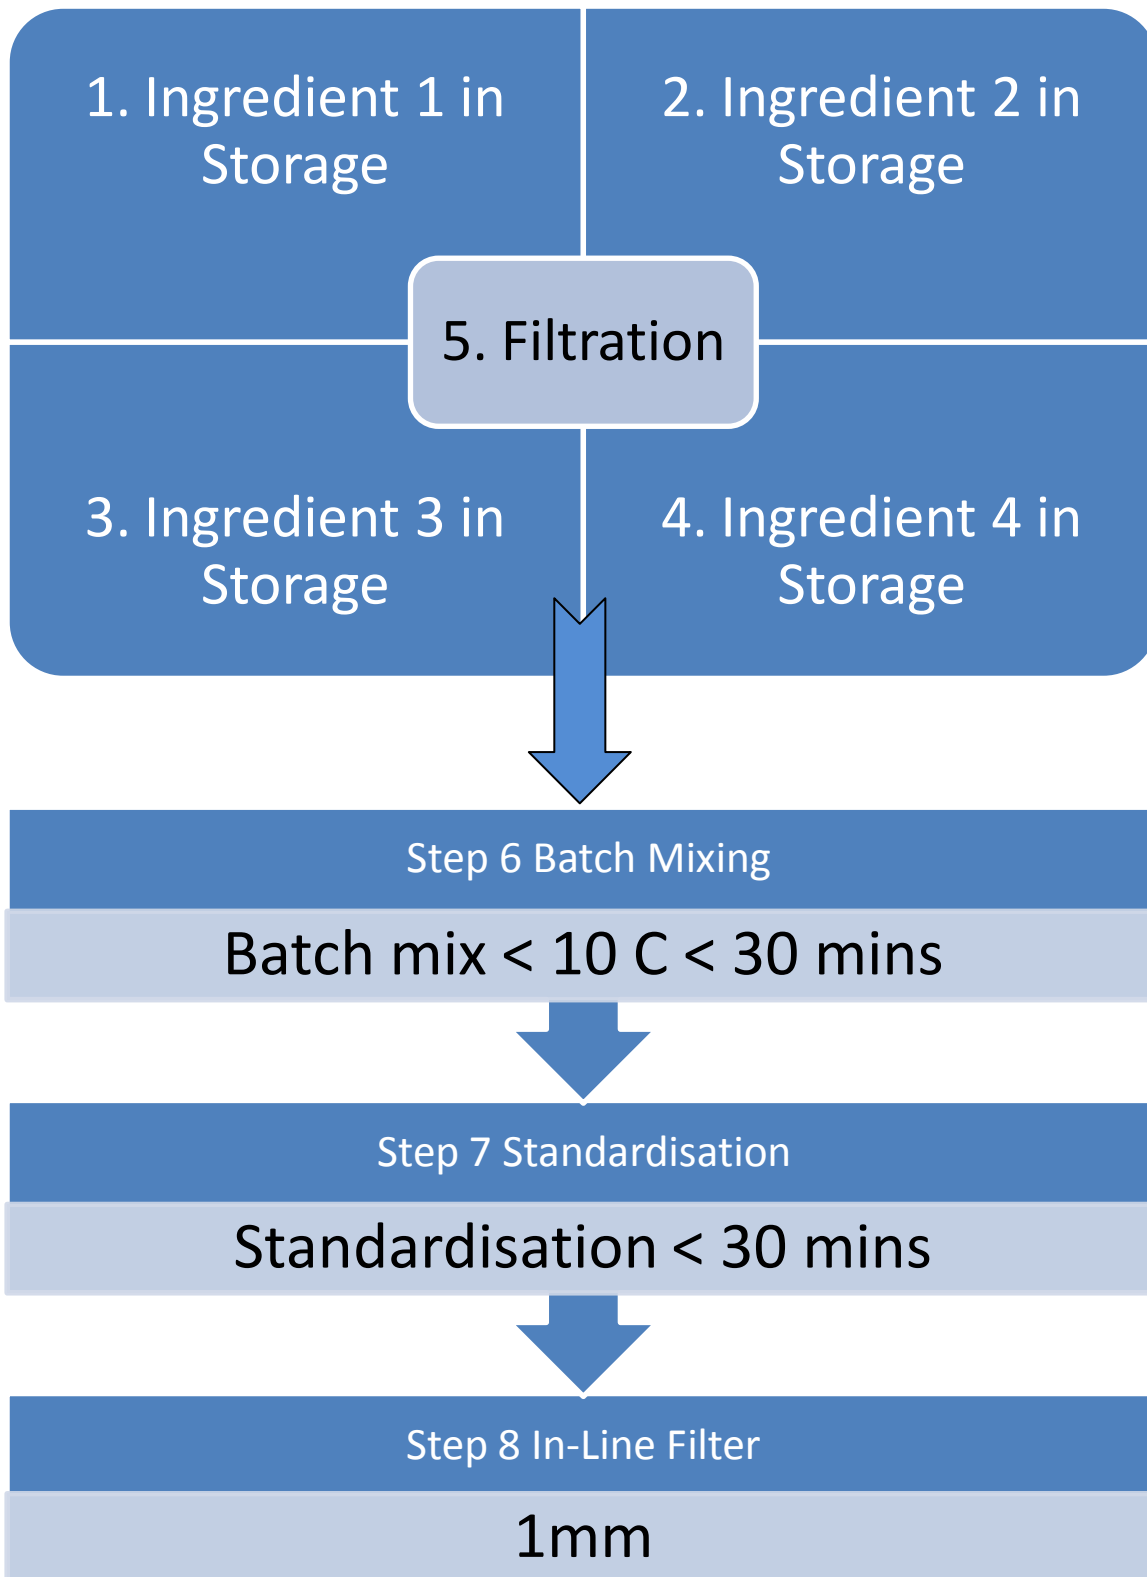 1. Ingredient 1 in
Storage
2. Ingredient 2 in
Storage
5. Filtration
3. Ingredient 3 in
Storage
4. Ingredient 4 in
Storage
Step 6 Batch Mixing
Batch mix < 10 C < 30 mins
Step 7 Standardisation
Standardisation < 30 mins
Step 8 In-Line Filter
1mm